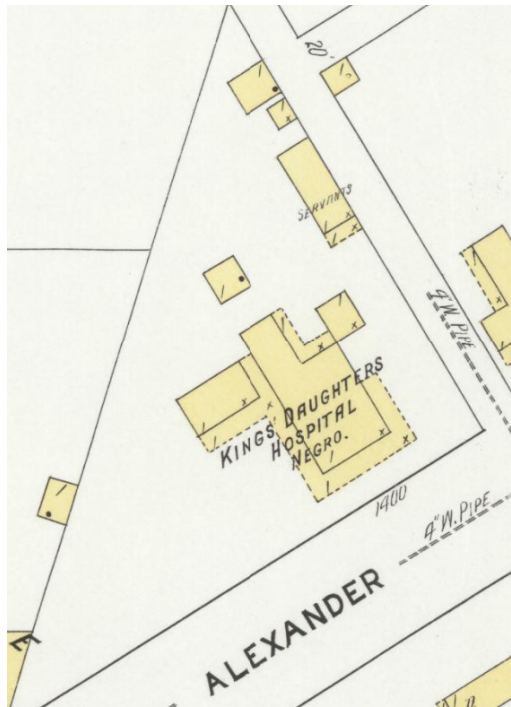 20'
SERVANTS
4" W. PIPE
KINGS' DAUGHTERS
HOSPITAL
NEGRO.
1400
4" W. PIPE
ALEXANDER
E